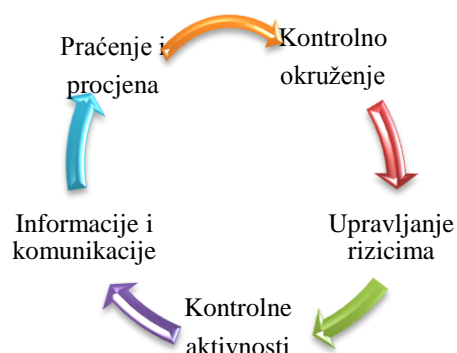 Praćenje i
procjena
Kontrolno
okruženje
Upravljanje
rizicima
Kontrolne
aktivnosti
Informacije i
komunikacije